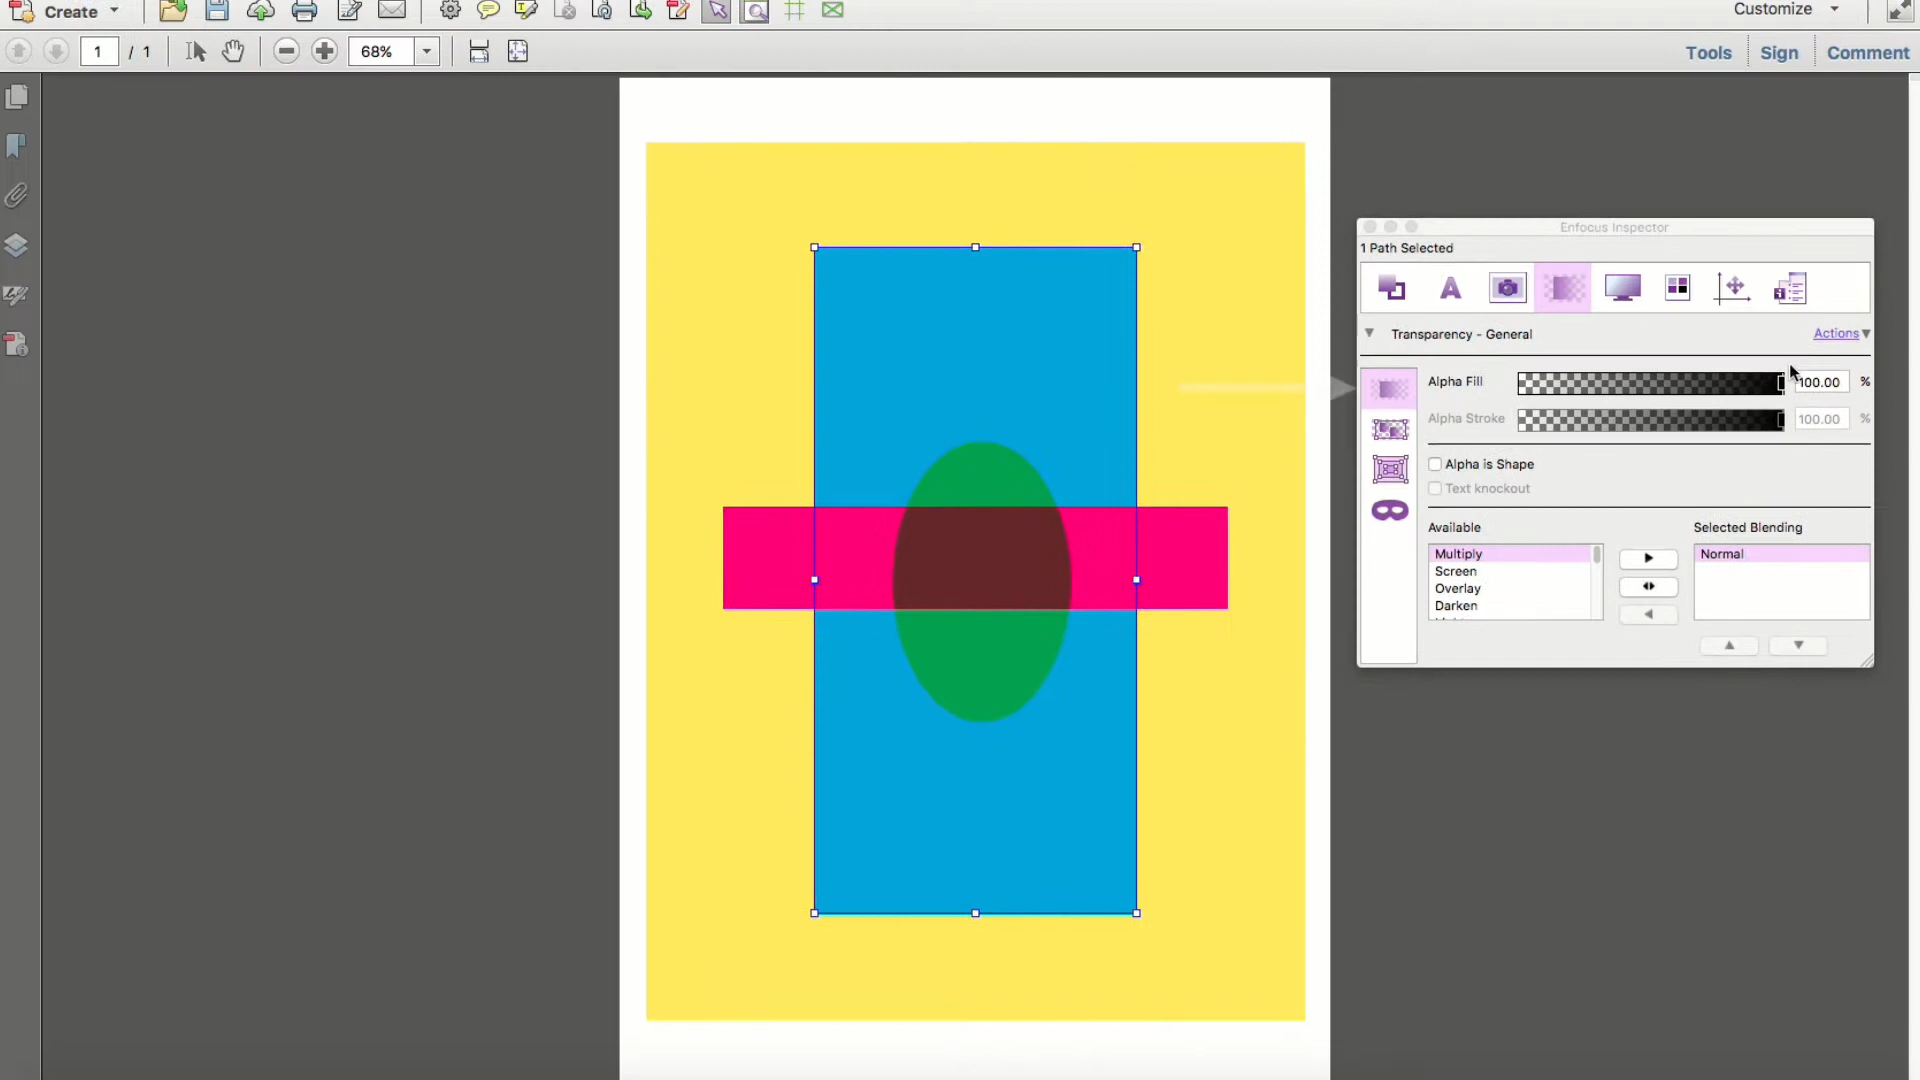 Create
Customize
1 / 1
68%
Tools
Sign
Comment
Enfocus Inspector
1 Path Selected
Transparency - General
Actions
Alpha Fill
100.00 %
Alpha Stroke
100.00 %
Alpha is Shape
Text knockout
Available
Selected Blending
Multiply
Normal
Screen
Overlay
Darken